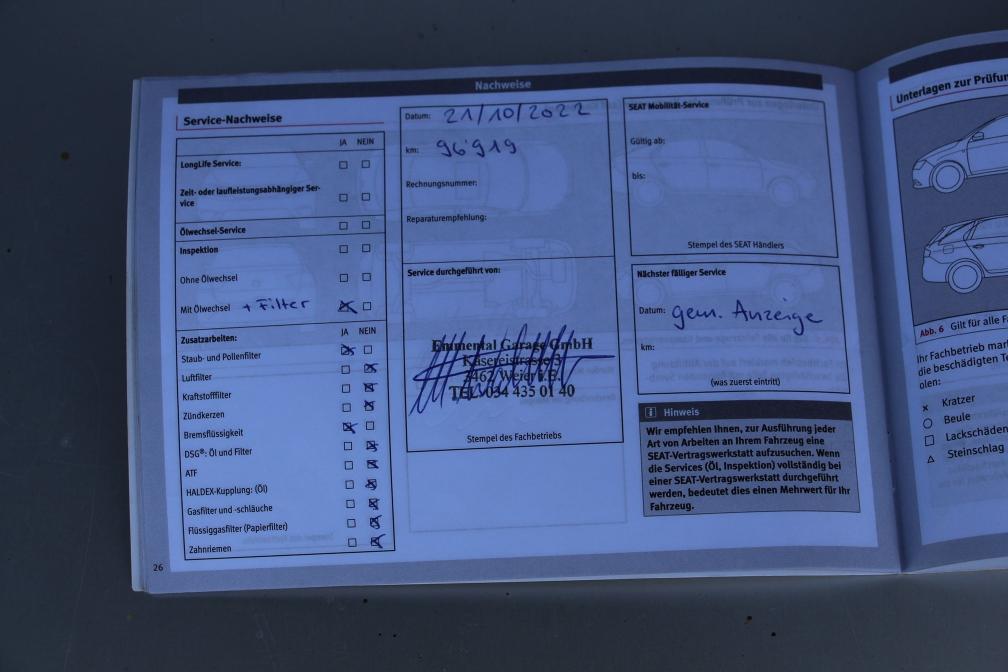 Nachweise
Service-Nachweise
JA NEIN
LongLife Service:
Zeit- oder laufleistungsabhängiger Ser-
vice
Ölwechsel-Service
Inspektion
Ohne Ölwechsel
Mit Ölwechsel + Filter
Zusatzarbeiten: JA NEIN
Staub- und Pollenfilter
Luftfilter
Kraftstofffilter
Zündkerzen
Bremsflüssigkeit
DSG®: Öl und Filter
ATF
HALDEX-Kupplung: (Öl)
Gasfilter und -schläuche
Flüssiggasfilter (Papierfilter)
Zahnriemen
26
Datum: 21/10/2022
km: 96'919
Rechnungsnummer:
Reparaturempfehlung:
Service durchgeführt von:
Emmental Garage GmbH
Käsereistrasse 3
3462 Weier i.E.
TEL. 034 435 01 40
Stempel des Fachbetriebs
SEAT Mobilität-Service
Gültig ab:
bis:
Stempel des SEAT Händlers
Nächster fälliger Service
Datum: gem. Anzeige
km:
(was zuerst eintritt)
Hinweis
Wir empfehlen Ihnen, zur Ausführung jeder
Art von Arbeiten an Ihrem Fahrzeug eine
SEAT-Vertragswerkstatt aufzusuchen. Wenn
die Services (Öl, Inspektion) vollständig bei
einer SEAT-Vertragswerkstatt durchgeführt
werden, bedeutet dies einen Mehrwert für Ihr
Fahrzeug.
Unterlagen zur Prüfun
Abb. 6 Gilt für alle Fa
Ihr Fachbetrieb mar
die beschädigten Te
olen:
Kratzer
Beule
Lackschäden
Steinschlag